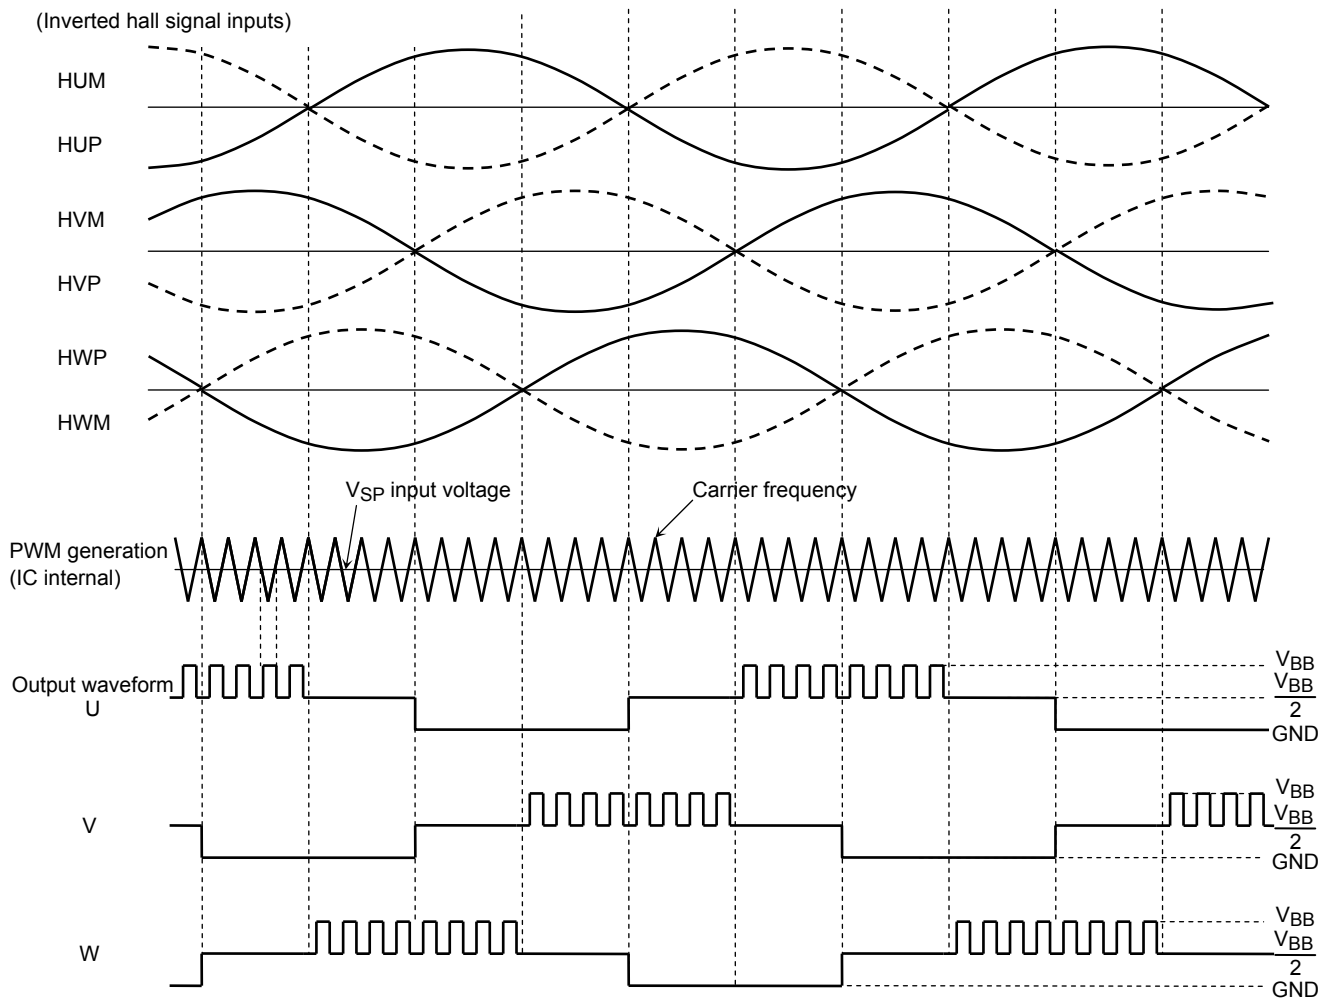 (Inverted hall signal inputs)
HUM
HUP
HVM
HVP
HWP
HWM
VSP input voltage
Carrier frequency
PWM generation
(IC internal)
Output waveform
U
VBB
VBB
2
GND
V
VBB
VBB
2
GND
W
VBB
VBB
2
GND